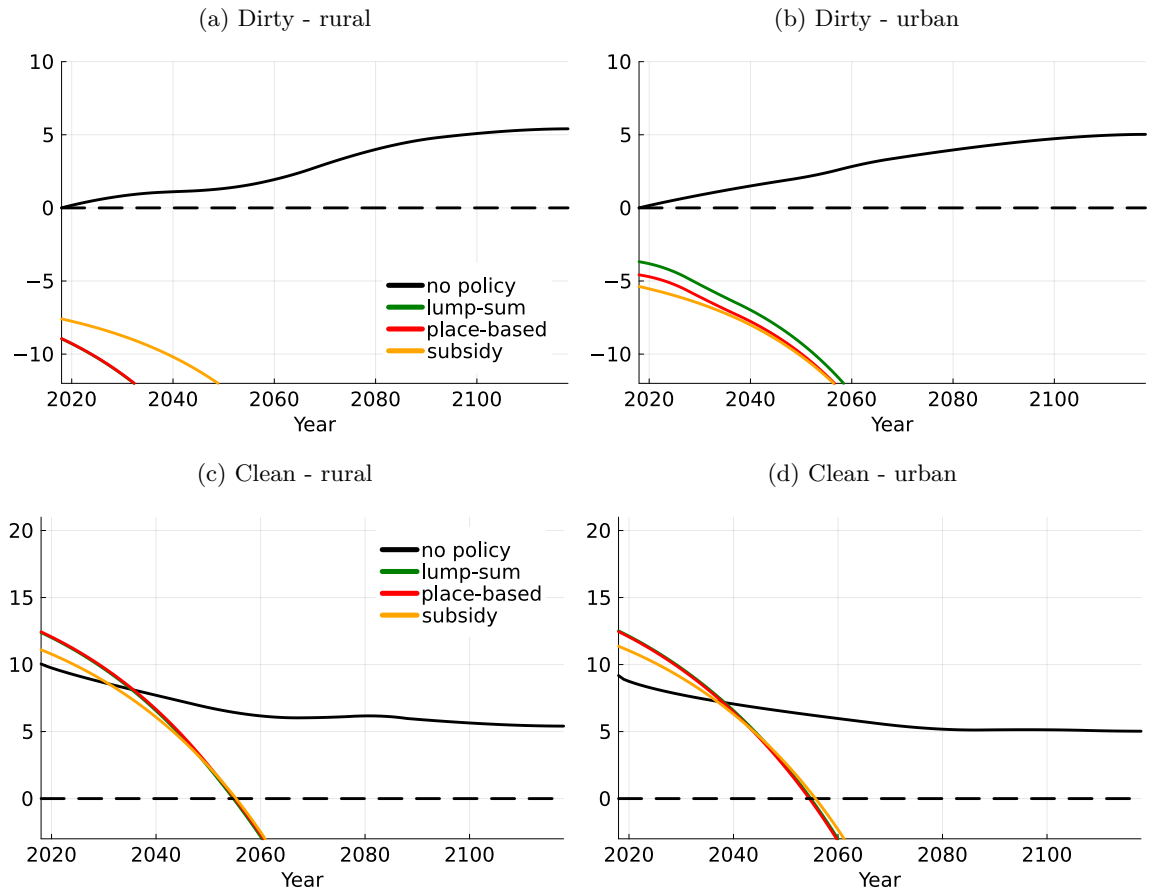 (a) Dirty - rural
10
5
0
−5
−10
no policy
lump-sum
place-based
subsidy
2020 2040 2060 2080 2100
Year
(b) Dirty - urban
10
5
0
−5
−10
2020 2040 2060 2080 2100
Year
(c) Clean - rural
20
15
10
5
0
no policy
lump-sum
place-based
subsidy
2020 2040 2060 2080 2100
Year
(d) Clean - urban
20
15
10
5
0
2020 2040 2060 2080 2100
Year